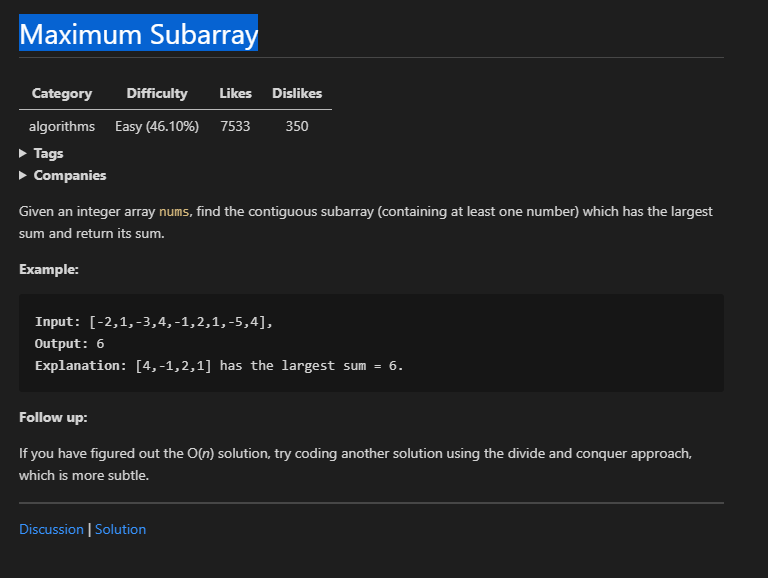 Maximum Subarray
Category Difficulty Likes Dislikes
algorithms Easy (46.10%) 7533 350
Tags
Companies
Given an integer array nums, find the contiguous subarray (containing at least one number) which has the largest
sum and return its sum.
Example:
Input: [-2,1,-3,4,-1,2,1,-5,4],
Output: 6
Explanation: [4,-1,2,1] has the largest sum = 6.
Follow up:
If you have figured out the O(n) solution, try coding another solution using the divide and conquer approach,
which is more subtle.
Discussion | Solution